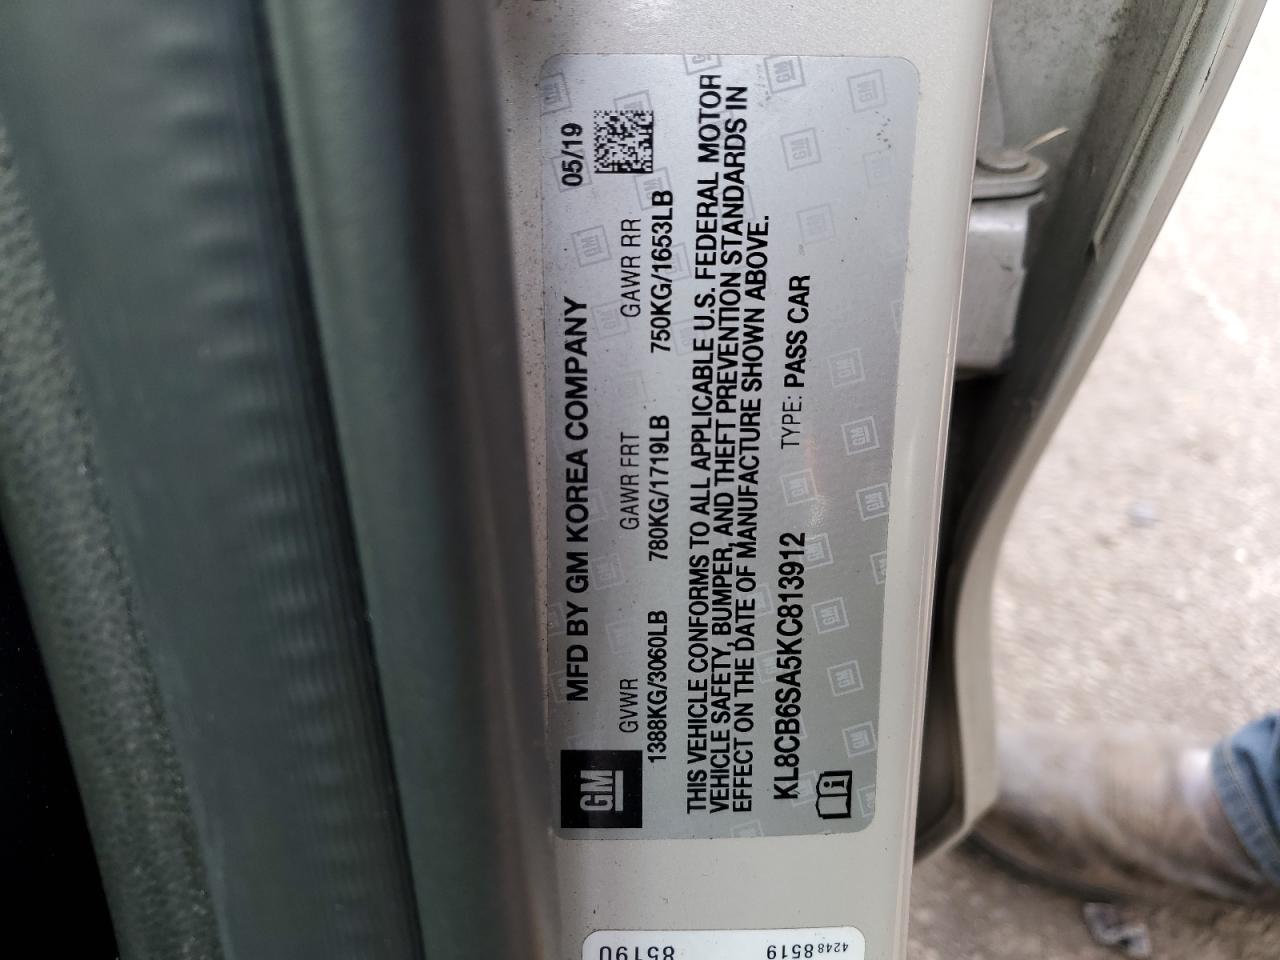 MFD BY GM KOREA COMPANY 05/19
GM
GVWR GAWR FRT GAWR RR
1388KG/3060LB 780KG/1719LB 750KG/1653LB
THIS VEHICLE CONFORMS TO ALL APPLICABLE U.S. FEDERAL MOTOR
VEHICLE SAFETY, BUMPER, AND THEFT PREVENTION STANDARDS IN
EFFECT ON THE DATE OF MANUFACTURE SHOWN ABOVE.
KL8CB6SA5KC813912 TYPE: PASS CAR
42488519